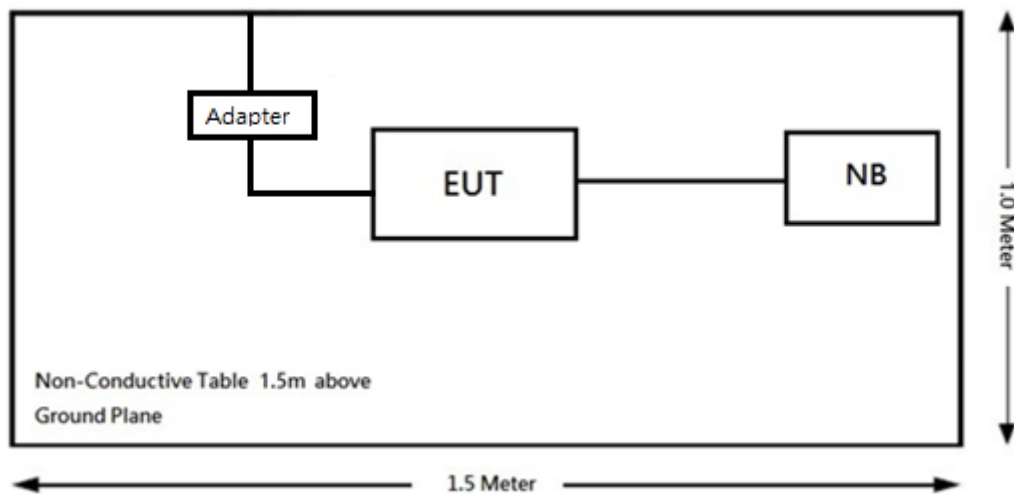 Adapter
EUT
NB
1.0 Meter
Non-Conductive Table 1.5m above
Ground Plane
1.5 Meter